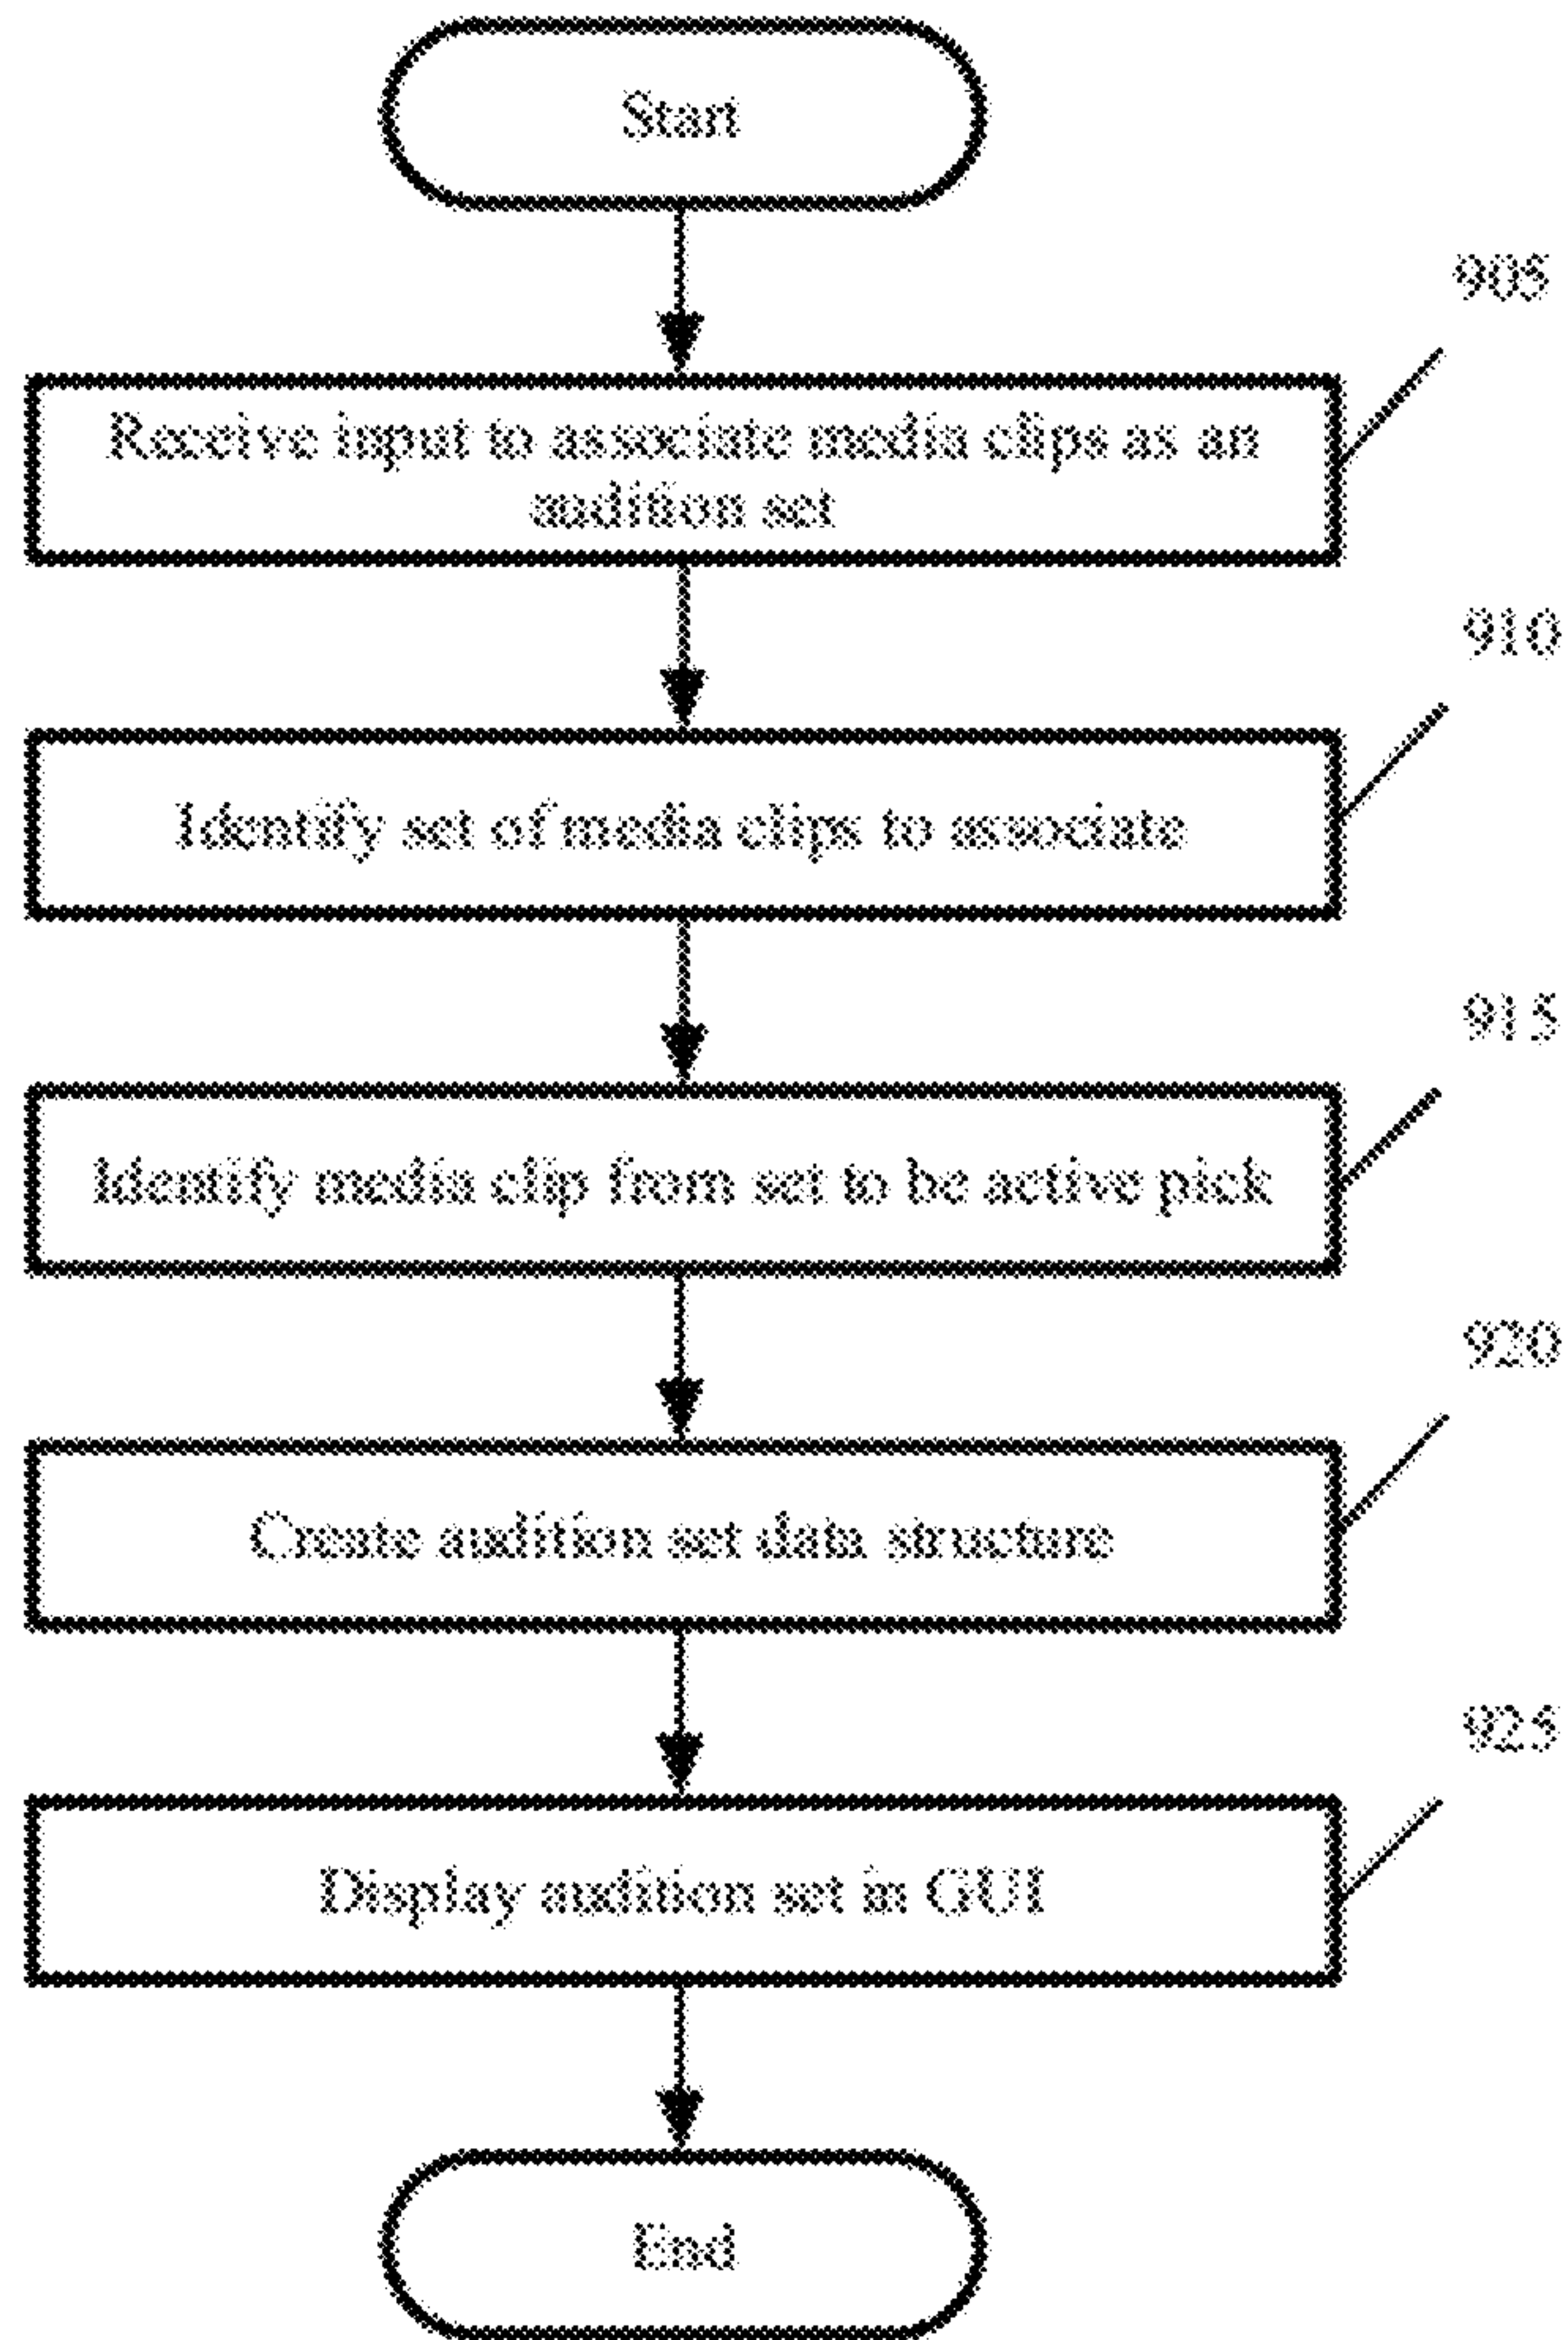 Start
905
Receive input to associate media clips as an
audition set
910
Identify set of media clips to associate
915
Identify media clip from set to be active pick
920
Create audition set data structure
925
Display audition set in GUI
End